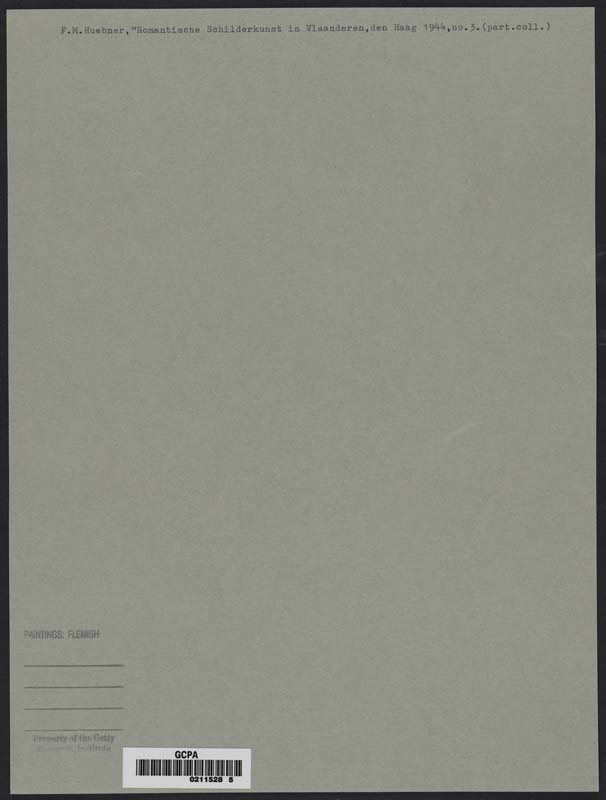 F.M.Huebner,"Romantische Schilderkunst in Vlaanderen,den Haag 1944,no.3.(part.coll.)
PAINTINGS: FLEMISH
Property of the Getty
Research Institute
GCPA
0211528 5